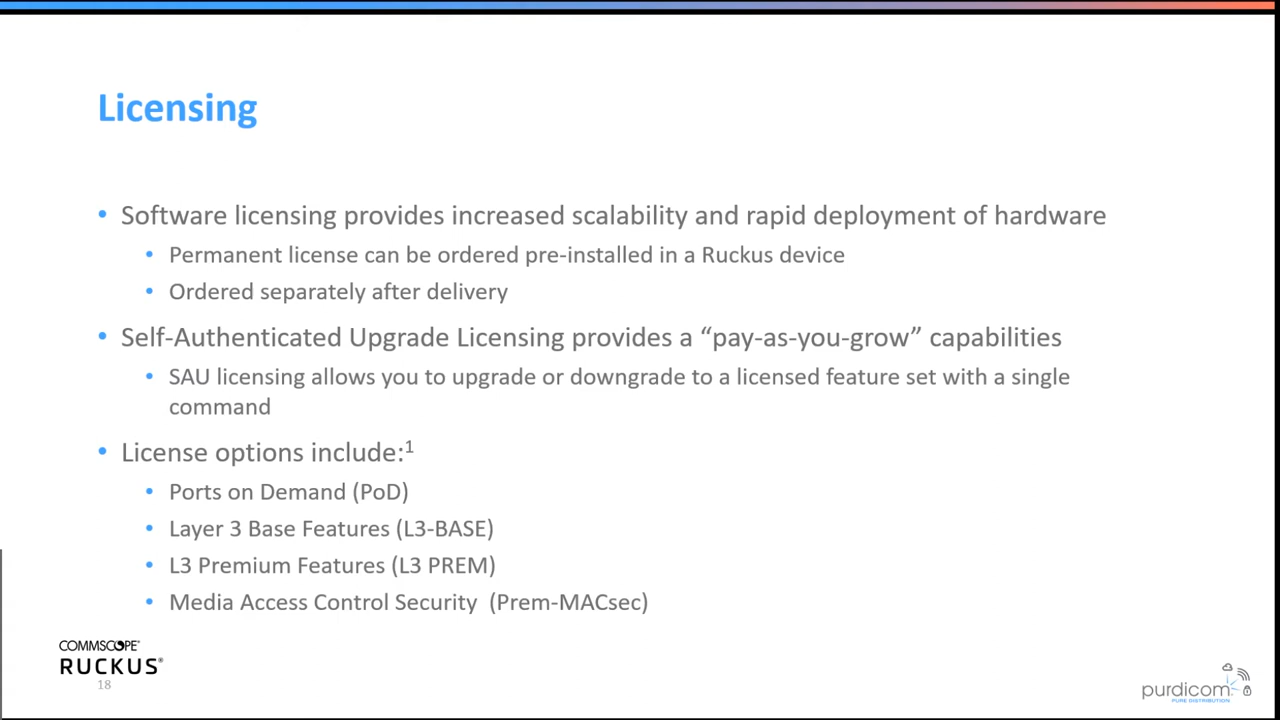 Licensing
• Software licensing provides increased scalability and rapid deployment of hardware
• Permanent license can be ordered pre-installed in a Ruckus device
• Ordered separately after delivery
• Self-Authenticated Upgrade Licensing provides a “pay-as-you-grow” capabilities
• SAU licensing allows you to upgrade or downgrade to a licensed feature set with a single
command
• License options include:1
• Ports on Demand (PoD)
• Layer 3 Base Features (L3-BASE)
• L3 Premium Features (L3 PREM)
• Media Access Control Security (Prem-MACsec)
COMMSCOPE®
RUCKUS®
18
purdicom
PURE DISTRIBUTION